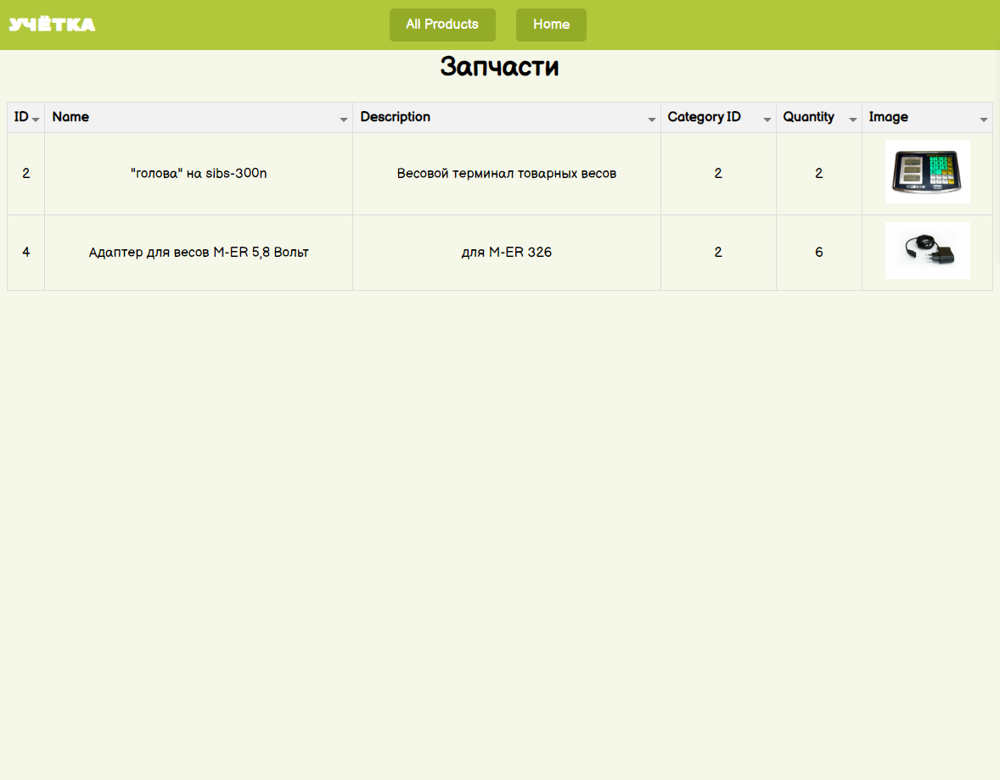 УЧЁТКА
All Products
Home
Запчасти
ID Name Description Category ID Quantity Image
2 "голова" на sibs-300n Весовой терминал товарных весов 2 2
4 Адаптер для весов M-ER 5,8 Вольт для M-ER 326 2 6